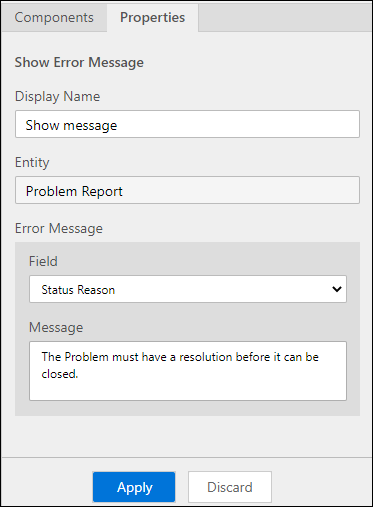 Components Properties
Show Error Message
Display Name
Show message
Entity
Problem Report
Error Message
Field
Status Reason
Message
The Problem must have a resolution before it can be
closed.
Apply Discard